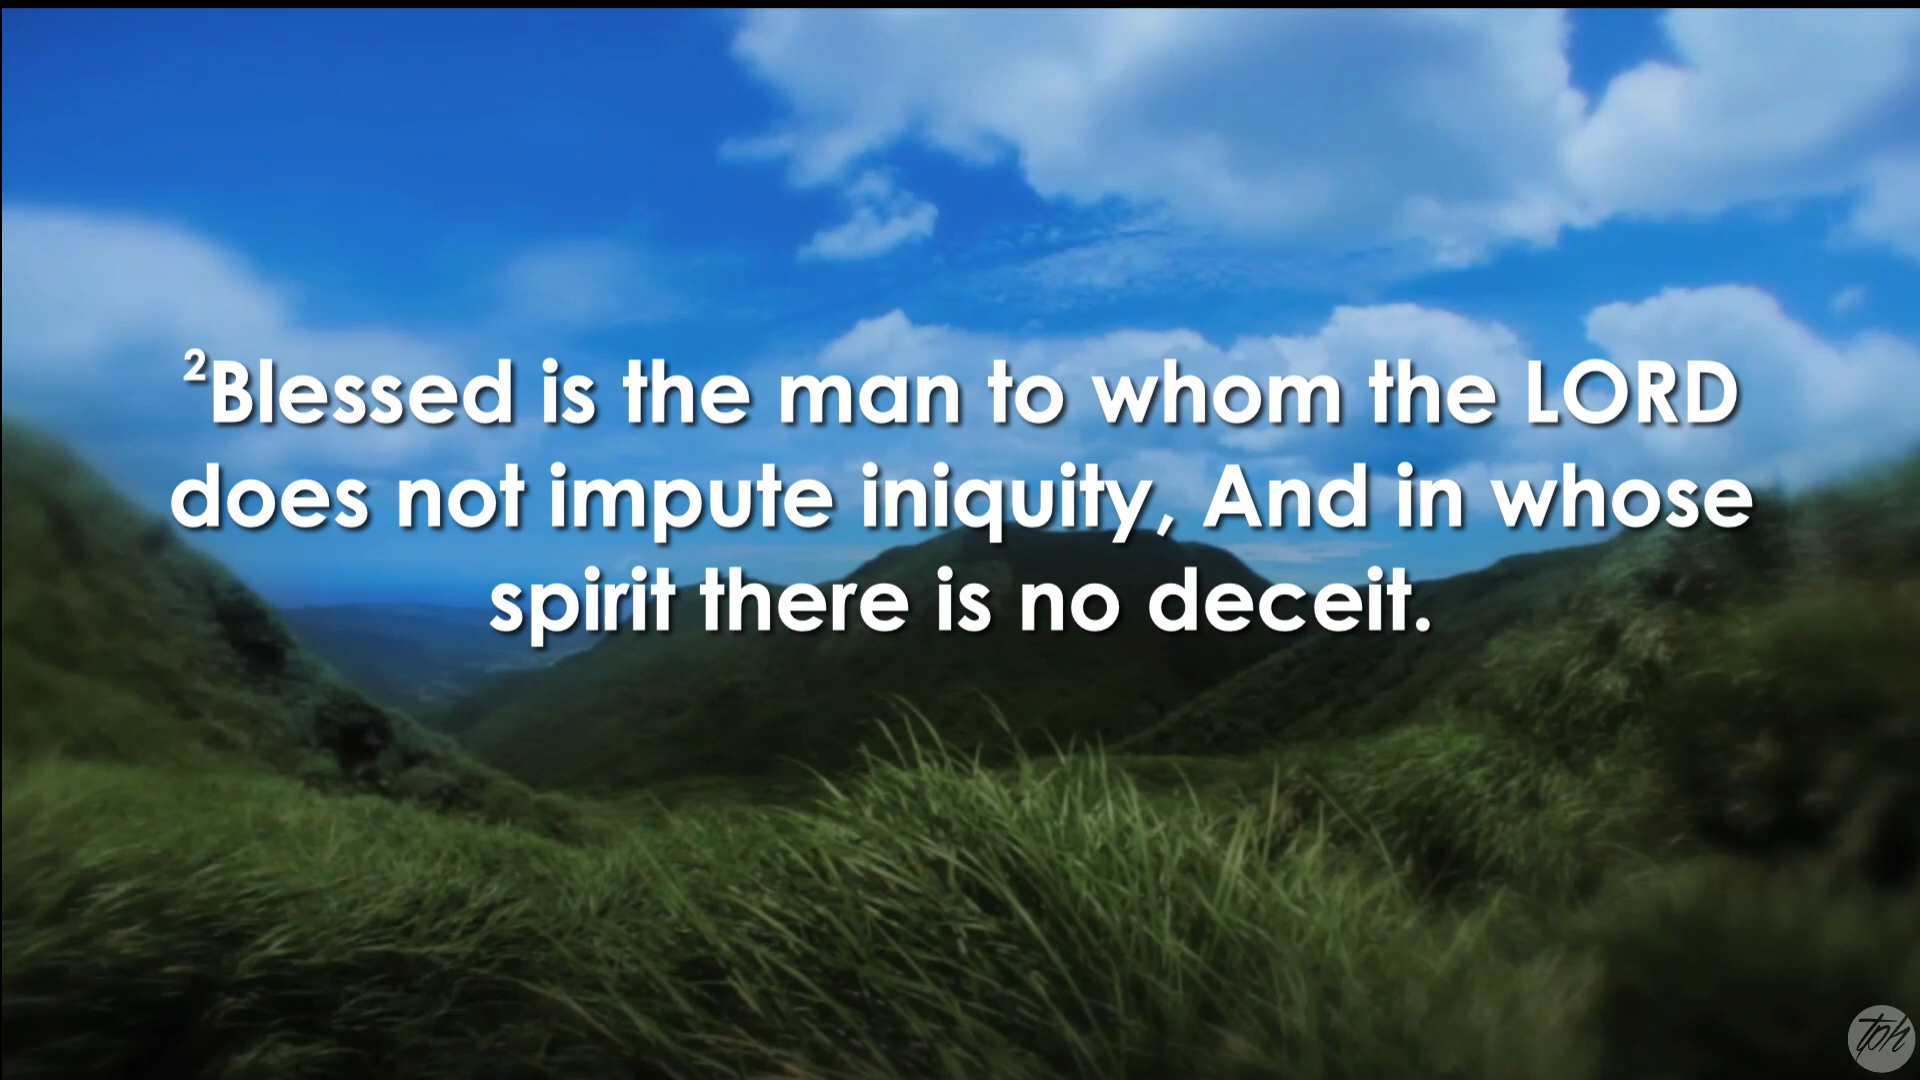 ²Blessed is the man to whom the LORD
does not impute iniquity, And in whose
spirit there is no deceit.
tph